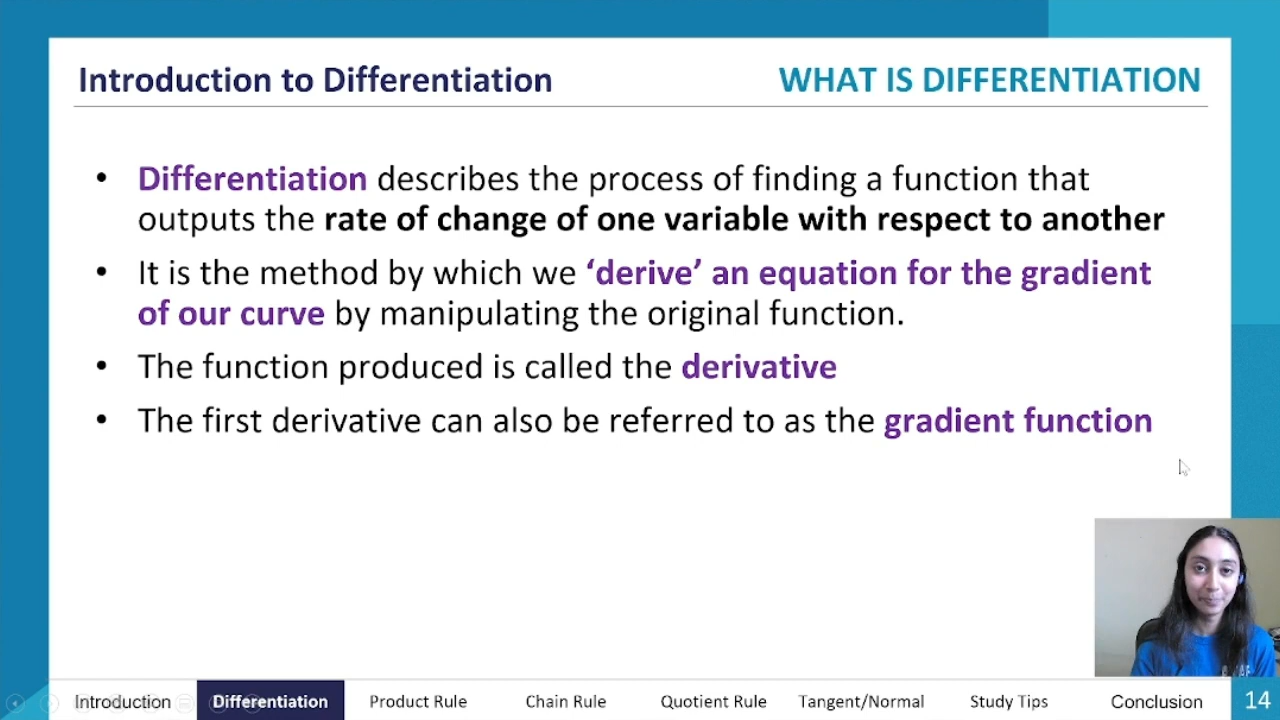 Introduction to Differentiation
WHAT IS DIFFERENTIATION
• Differentiation describes the process of finding a function that
outputs the rate of change of one variable with respect to another
• It is the method by which we ‘derive’ an equation for the gradient
of our curve by manipulating the original function.
• The function produced is called the derivative
• The first derivative can also be referred to as the gradient function
Introduction Differentiation Product Rule Chain Rule Quotient Rule Tangent/Normal Study Tips Conclusion 14